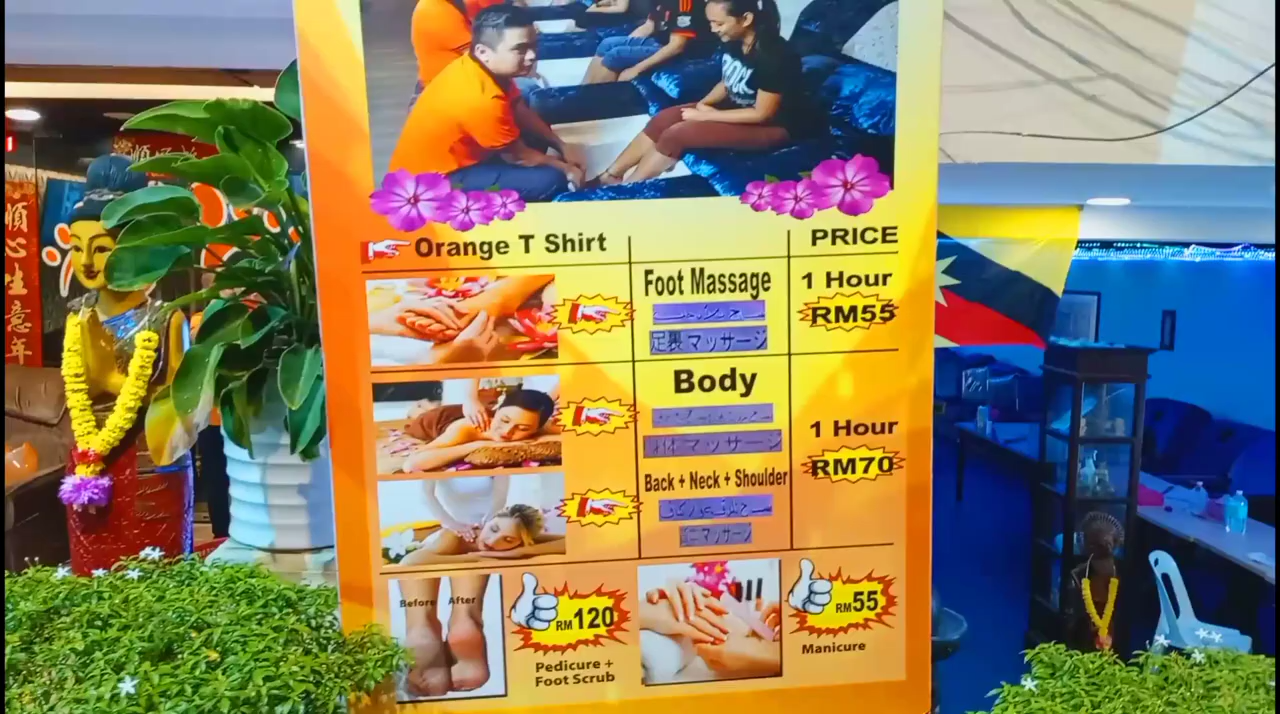 順心生意年
ROCK
Orange T Shirt
PRICE
Foot Massage
足裏マッサージ
1 Hour
RM55
Body
マッサージ
1 Hour
RM70
Back + Neck + Shoulder
マッサージ
Before After
RM120
Pedicure +
Foot Scrub
RM55
Manicure